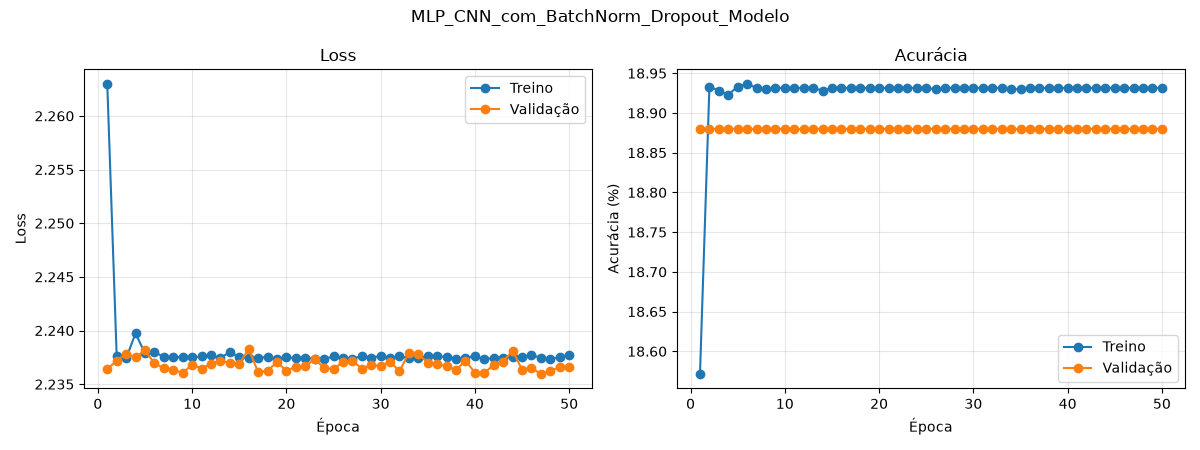 MLP_CNN_com_BatchNorm_Dropout_Modelo
Loss
Treino
Validação
2.260
2.255
2.250
2.245
2.240
2.235
Loss
0
10
20
30
40
50
Época
Acurácia
18.95
18.90
18.85
18.80
18.75
18.70
18.65
18.60
Acurácia (%)
Treino
Validação
0
10
20
30
40
50
Época